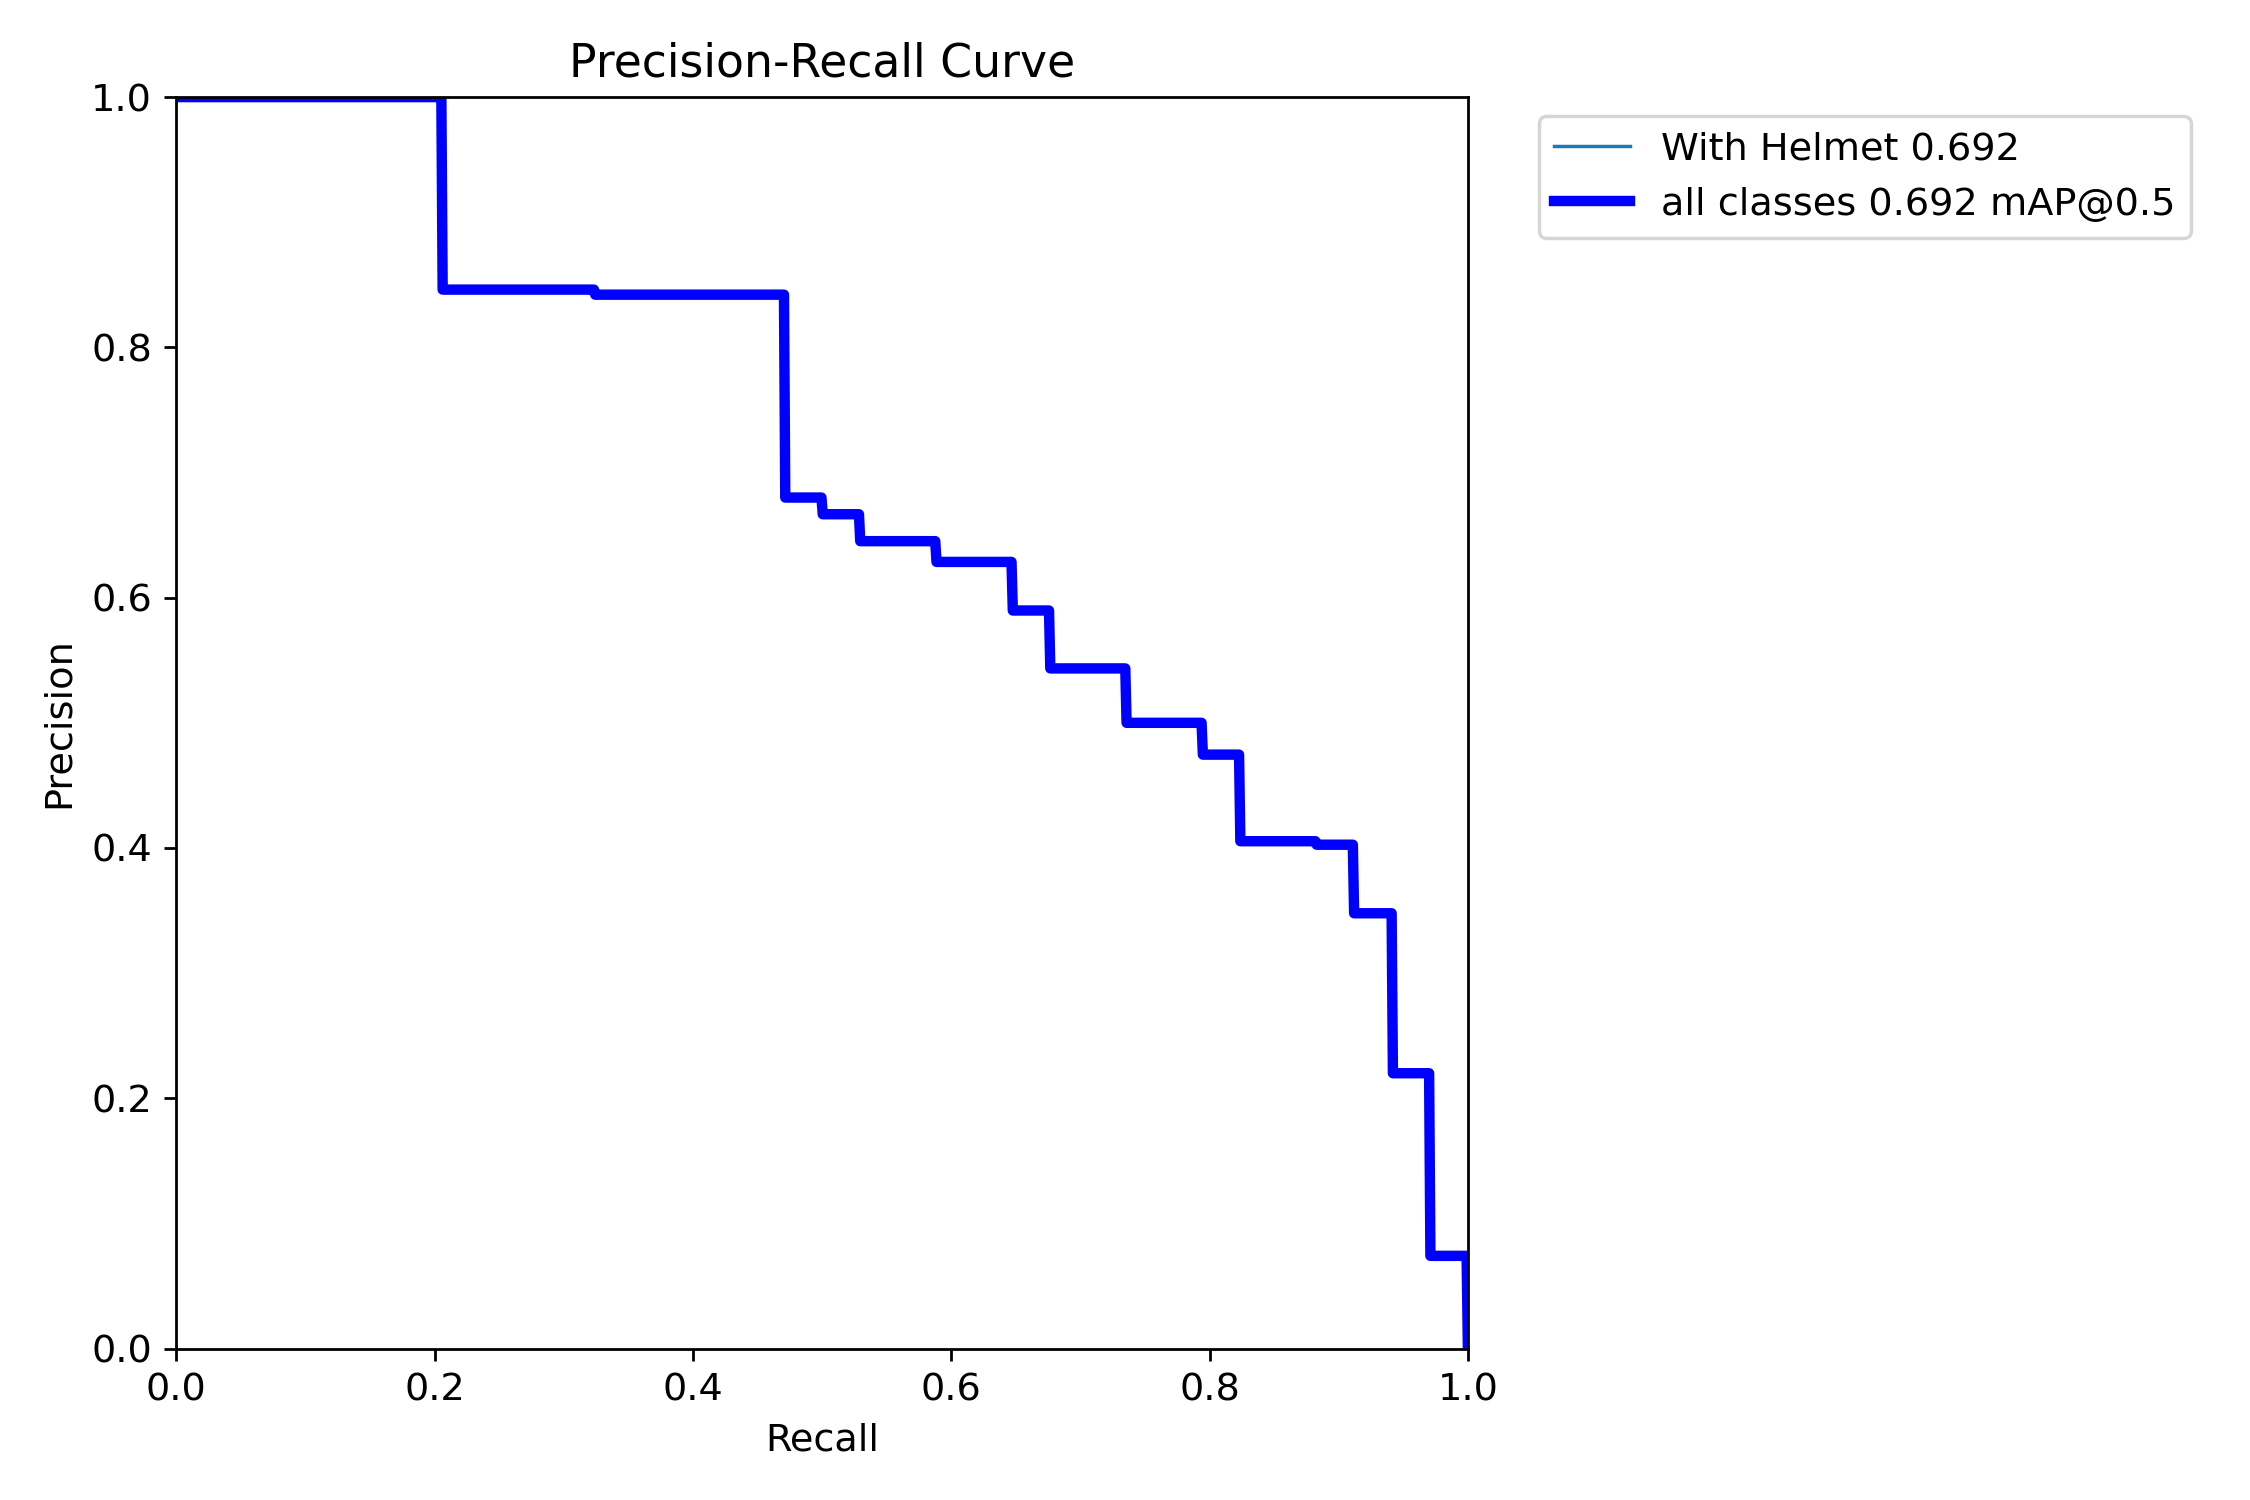 Precision-Recall Curve
With Helmet 0.692
all classes 0.692 mAP@0.5
Precision
1.0
0.8
0.6
0.4
0.2
0.0
0.0 0.2 0.4 0.6 0.8 1.0
Recall